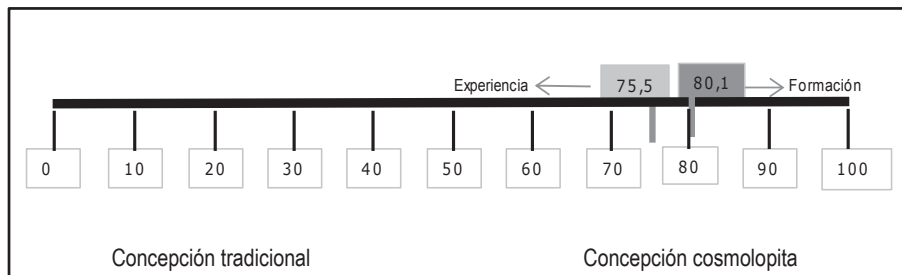 Experiencia 75,5 80,1 Formación
0 10 20 30 40 50 60 70 80 90 100
Concepción tradicional Concepción cosmolopita